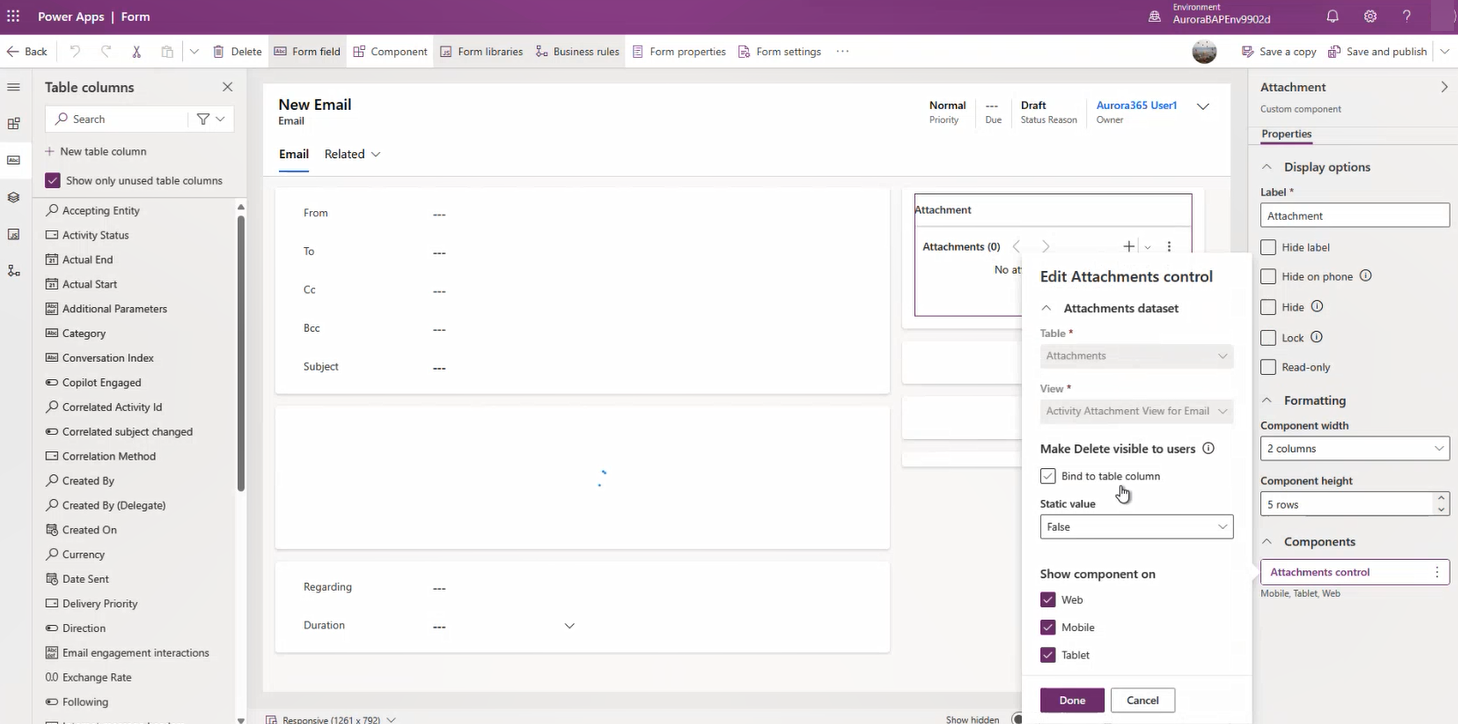 Power Apps | Form
Environment
AuroraBAPEnv9902d
Back
Delete
Form field
Component
Form libraries
Business rules
Form properties
Form settings
Save a copy
Save and publish
Table columns
Search
New table column
Show only unused table columns
Accepting Entity
Activity Status
Actual End
Actual Start
Additional Parameters
Category
Conversation Index
Copilot Engaged
Correlated Activity Id
Correlated subject changed
Correlation Method
Created By
Created By (Delegate)
Created On
Currency
Date Sent
Delivery Priority
Direction
Email engagement interactions
Exchange Rate
Following
New Email
Email
Normal
Priority
---
Due
Draft
Status Reason
Aurora365 User1
Owner
Email
Related
From ---
To ---
Cc ---
Bcc ---
Subject ---
Regarding ---
Duration ---
Attachment
Attachments (0)
No at
Edit Attachments control
Attachments dataset
Table *
Attachments
View *
Activity Attachment View for Email
Make Delete visible to users
Bind to table column
Static value
False
Show component on
Web
Mobile
Tablet
Done
Cancel
Responsive (1261 x 792)
Show hidden
Attachment
Custom component
Properties
Display options
Label *
Attachment
Hide label
Hide on phone
Hide
Lock
Read-only
Formatting
Component width
2 columns
Component height
5 rows
Components
Attachments control
Mobile, Tablet, Web